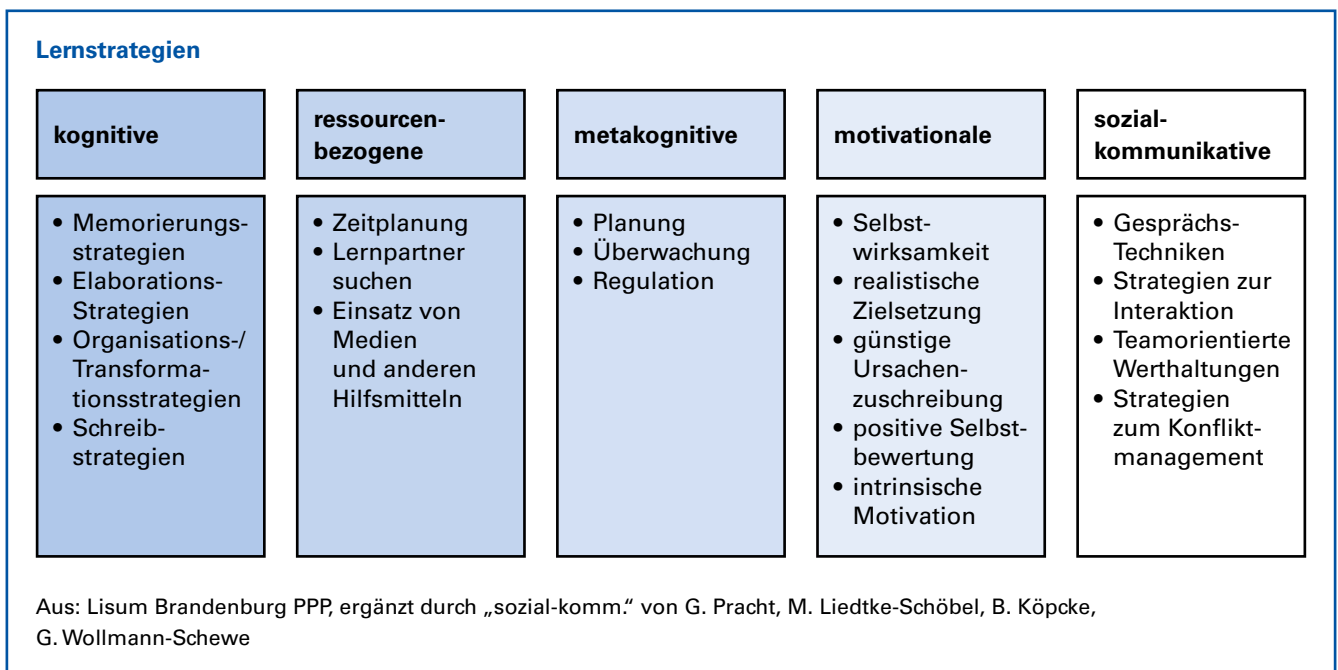 Lernstrategien
kognitive
ressourcen-
bezogene
metakognitive
motivationale
sozial-
kommunikative
• Memorierungs-
strategien
• Elaborations-
Strategien
• Organisations-/
Transforma-
tionsstrategien
• Schreib-
strategien
• Zeitplanung
• Lernpartner
suchen
• Einsatz von
Medien
und anderen
Hilfsmitteln
• Planung
• Überwachung
• Regulation
• Selbst-
wirksamkeit
• realistische
Zielsetzung
• günstige
Ursachen-
zuschreibung
• positive Selbst-
bewertung
• intrinsische
Motivation
• Gesprächs-
Techniken
• Strategien zur
Interaktion
• Teamorientierte
Werthaltungen
• Strategien
zum Konflikt-
management
Aus: Lisum Brandenburg PPP, ergänzt durch „sozial-komm.“ von G. Pracht, M. Liedtke-Schöbel, B. Köpcke,
G. Wollmann-Schewe